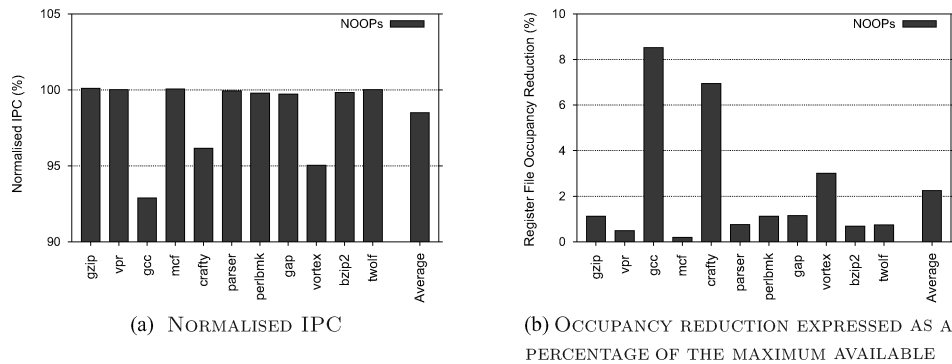 105
100
95
90
Normalised IPC (%)
NOOPs
gzip
vpr
gcc
mcf
crafty
parser
perlbmk
gap
vortex
bzip2
twolf
Average
(a) NORMALISED IPC
10
8
6
4
2
0
Register File Occupancy Reduction (%)
NOOPs
gzip
vpr
gcc
mcf
crafty
parser
perlbmk
gap
vortex
bzip2
twolf
Average
(b) OCCUPANCY REDUCTION EXPRESSED AS A
PERCENTAGE OF THE MAXIMUM AVAILABLE